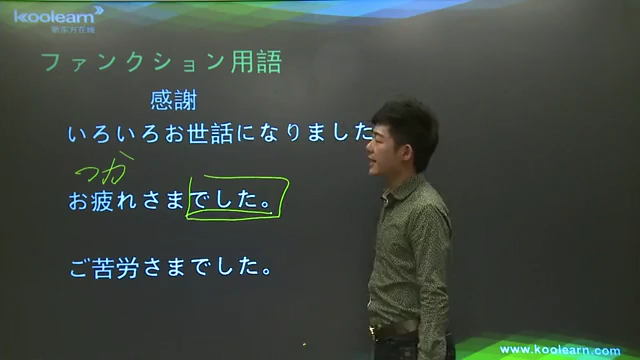 koolearn
新东方在线
ファンクション用語
感謝
いろいろお世話になりました
つか
お疲れさまでした。
ご苦労さまでした。
www.koolearn.com